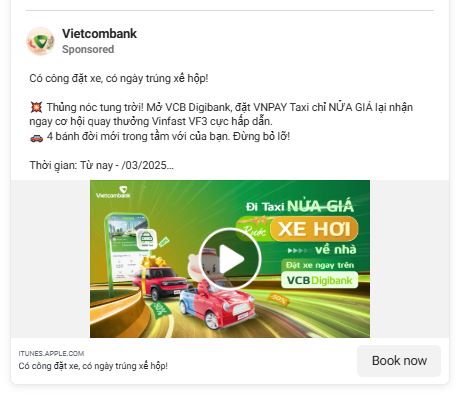 Vietcombank
Sponsored
Có công đặt xe, có ngày trúng xế hộp!
💥 Thủng nóc tung trời! Mở VCB Digibank, đặt VNPAY Taxi chỉ NỬA GIÁ lại nhận
ngay cơ hội quay thưởng Vinfast VF3 cực hấp dẫn.
🚗 4 bánh đời mới trong tầm với của bạn. Đừng bỏ lỡ!
Thời gian: Từ nay - /03/2025...
Vietcombank
Đi Taxi NỬA GIÁ
Rước XE HƠI
về nhà
Đặt xe ngay trên
VCB Digibank
50%
ITUNES.APPLE.COM
Có công đặt xe, có ngày trúng xế hộp!
Book now